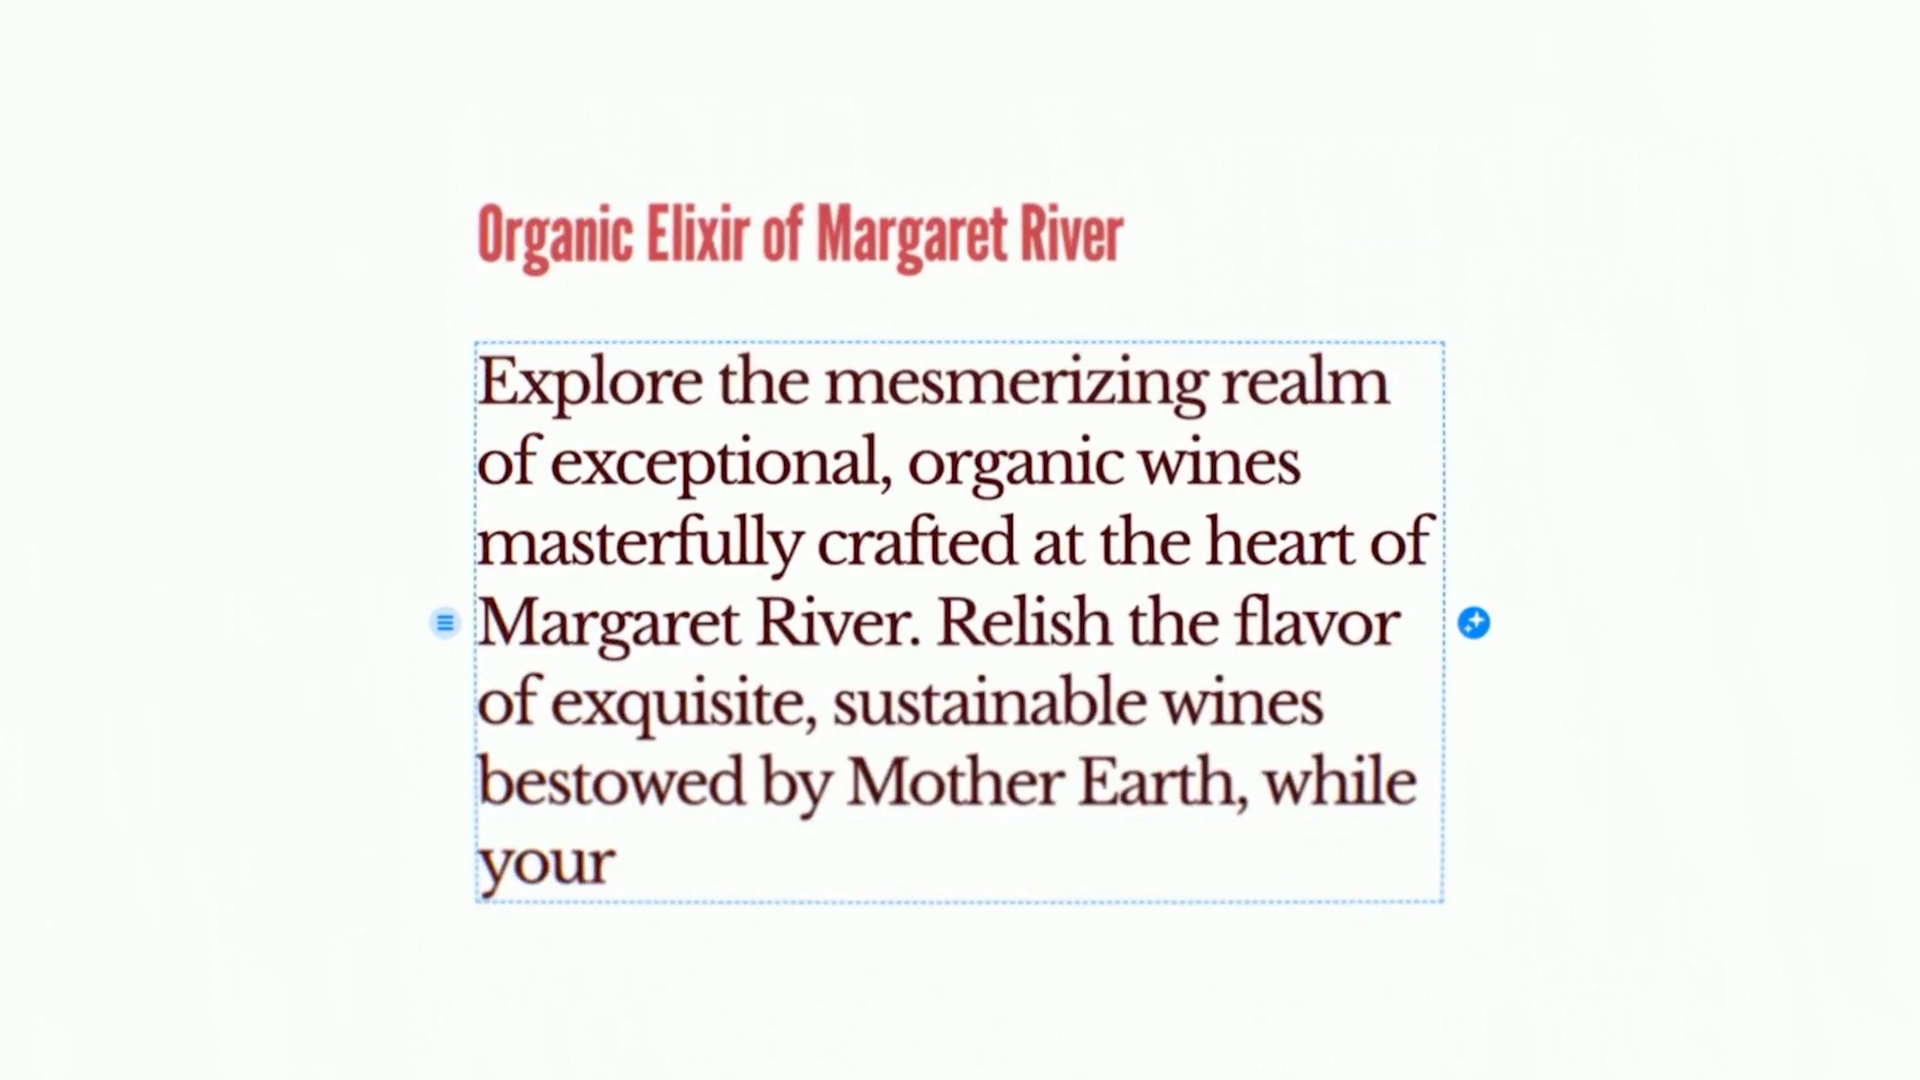 Organic Elixir of Margaret River
Explore the mesmerizing realm
of exceptional, organic wines
masterfully crafted at the heart of
Margaret River. Relish the flavor
of exquisite, sustainable wines
bestowed by Mother Earth, while
your